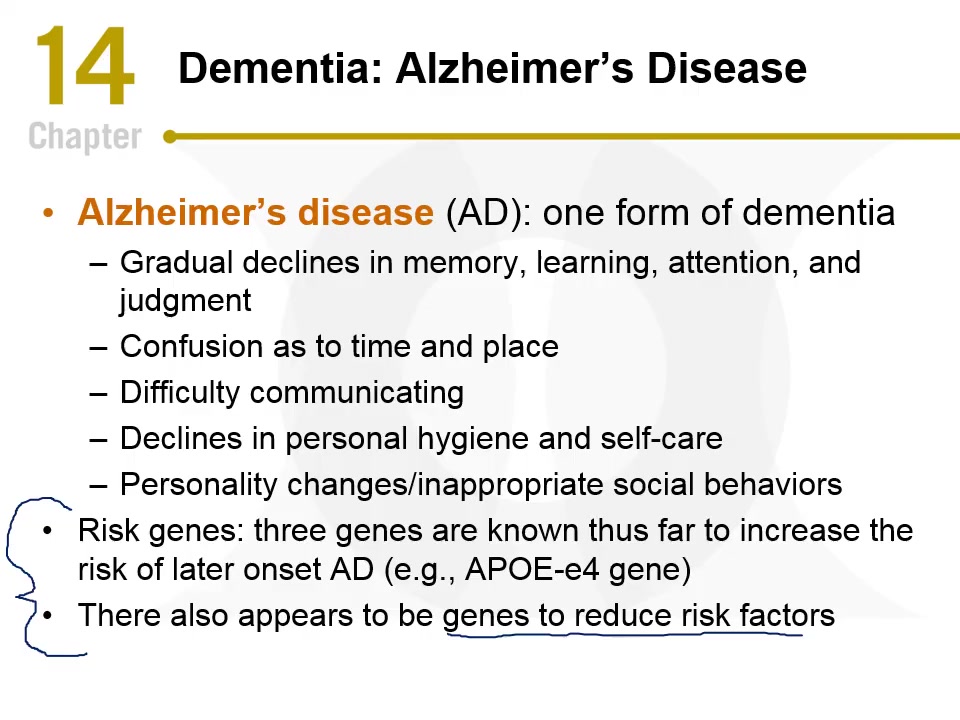 14
Chapter
Dementia: Alzheimer’s Disease
• Alzheimer’s disease (AD): one form of dementia
– Gradual declines in memory, learning, attention, and
judgment
– Confusion as to time and place
– Difficulty communicating
– Declines in personal hygiene and self-care
– Personality changes/inappropriate social behaviors
• Risk genes: three genes are known thus far to increase the
risk of later onset AD (e.g., APOE-e4 gene)
• There also appears to be genes to reduce risk factors